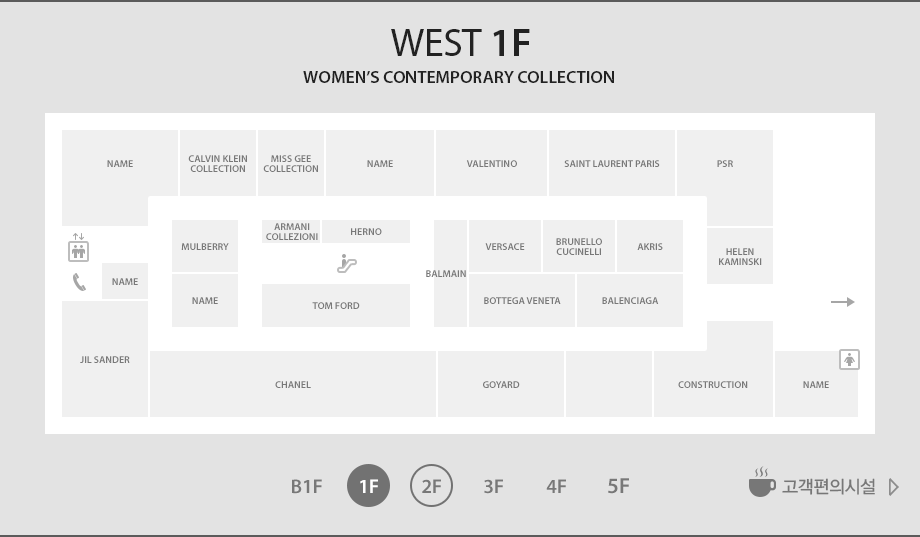 WEST 1F
WOMEN'S CONTEMPORARY COLLECTION
NAME
CALVIN KLEIN
COLLECTION
MISS GEE
COLLECTION
NAME
VALENTINO
SAINT LAURENT PARIS
PSR
MULBERRY
ARMANI
COLLEZIONI
HERNO
BALMAIN
VERSACE
BRUNELLO
CUCINELLI
AKRIS
HELEN
KAMINSKI
NAME
NAME
TOM FORD
BOTTEGA VENETA
BALENCIAGA
JIL SANDER
CHANEL
GOYARD
CONSTRUCTION
NAME
B1F
1F
2F
3F
4F
5F
고객편의시설